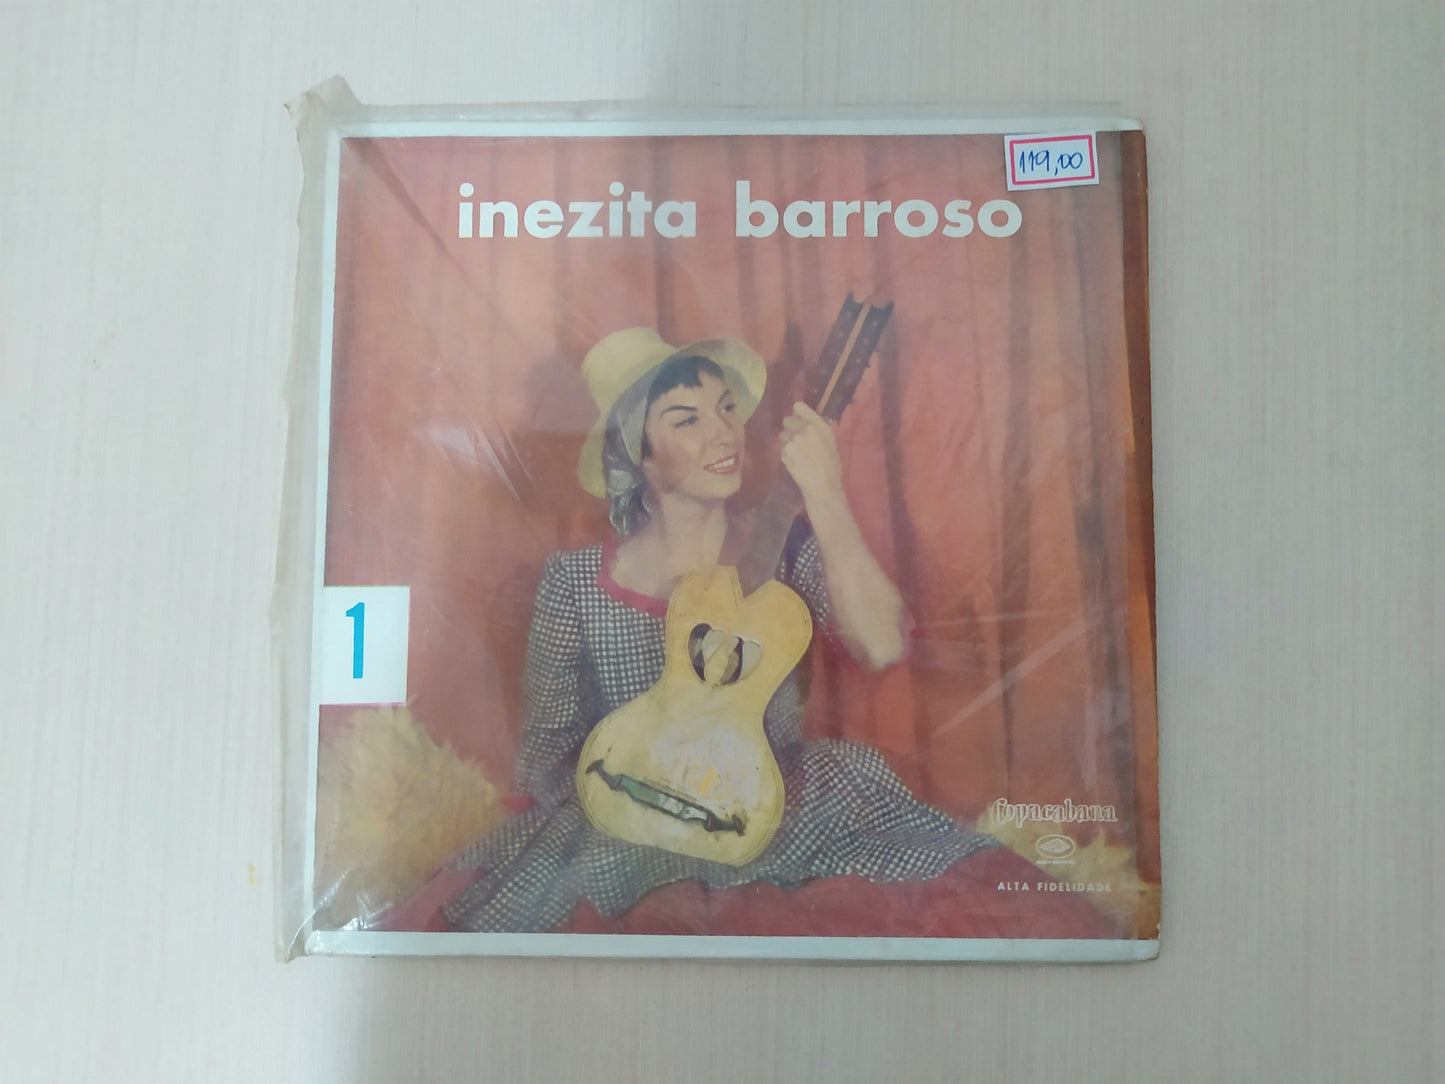 119,00
inezita barroso
1
Copacabana
ALTA FIDELIDADE